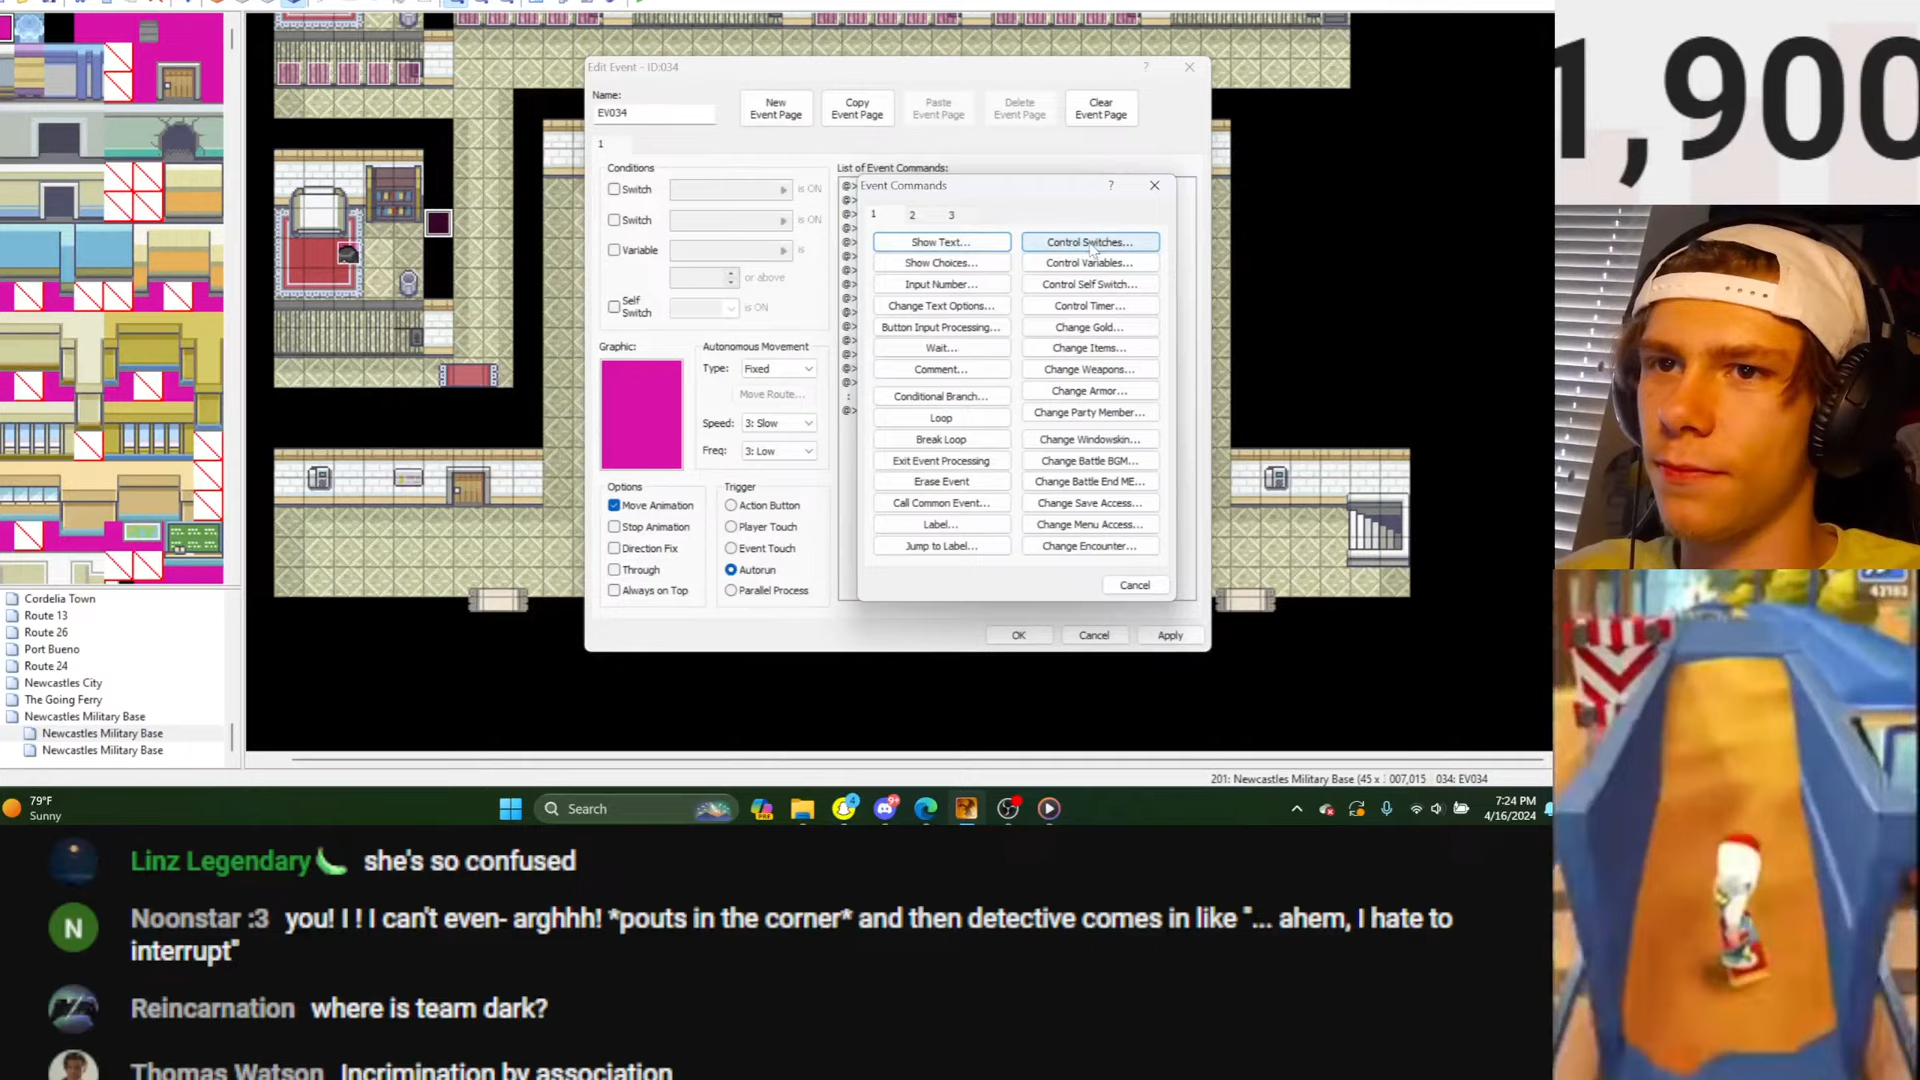 Edit Event - ID:034
?
1,900
Name:
EV034
New
Event Page
Copy
Event Page
Paste
Event Page
Delete
Event Page
Clear
Event Page
1
Conditions
List of Event Commands:
Switch
is ON
Switch
is ON
Variable
is
or above
Self
Switch
is ON
Graphic:
Autonomous Movement
Type:
Fixed
Move Route...
Speed:
3: Slow
Freq:
3: Low
Options
Trigger
Move Animation
Action Button
Stop Animation
Player Touch
Direction Fix
Event Touch
Through
Autorun
Always on Top
Parallel Process
OK
Cancel
Apply
Event Commands
?
1
2
3
Show Text...
Control Switches...
Show Choices...
Control Variables...
Input Number...
Control Self Switch...
Change Text Options...
Control Timer...
Button Input Processing...
Change Gold...
Wait...
Change Items...
Comment...
Change Weapons...
Conditional Branch...
Change Armor...
Loop
Change Party Member...
Break Loop
Change Windowskin...
Exit Event Processing
Change Battle BGM...
Erase Event
Change Battle End ME...
Call Common Event...
Change Save Access...
Label...
Change Menu Access...
Jump to Label...
Change Encounter...
Cancel
Cordelia Town
Route 13
Route 26
Port Bueno
Route 24
Newcastles City
The Going Ferry
Newcastles Military Base
Newcastles Military Base
Newcastles Military Base
201: Newcastles Military Base (45 x
007,015
034: EV034
79°F
Sunny
Search
7:24 PM
4/16/2024
Linz Legendary she's so confused
N
Noonstar :3 you! I ! I can't even- arghhh! *pouts in the corner* and then detective comes in like "... ahem, I hate to
interrupt"
Reincarnation where is team dark?
Thomas Watson Incrimination by association